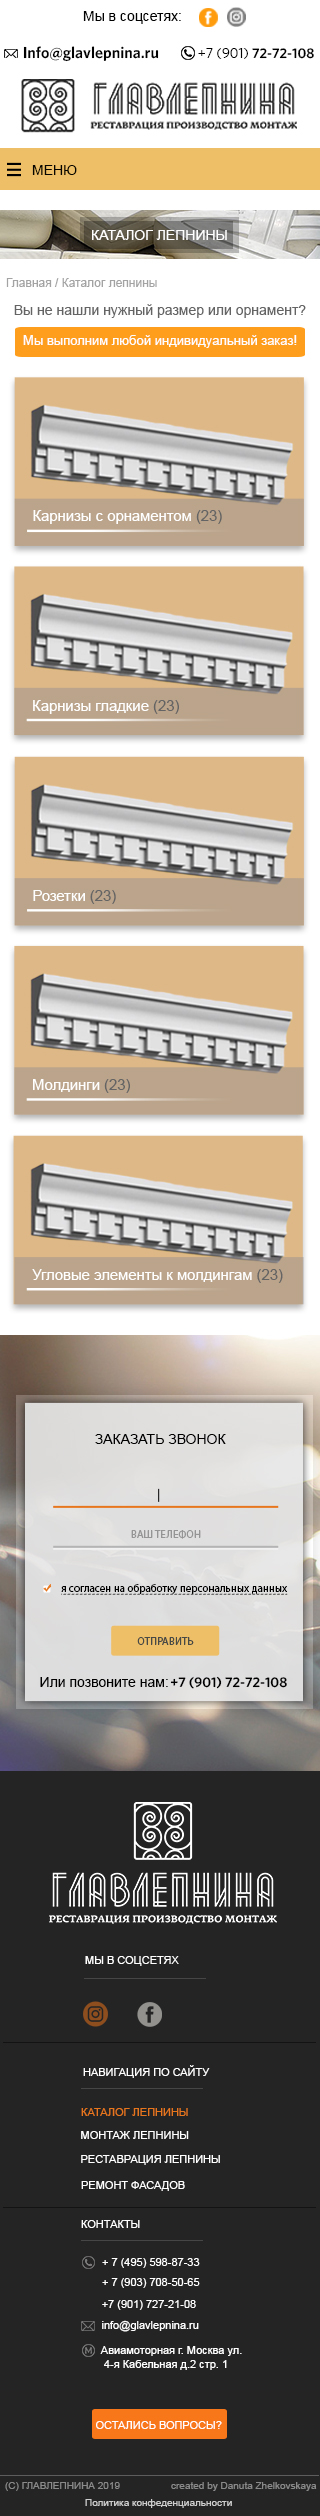 Мы в соцсетях:
Info@glavlepnina.ru +7 (901) 72-72-108
ГЛАВЛЕПНИНА
РЕСТАВРАЦИЯ ПРОИЗВОДСТВО МОНТАЖ
МЕНЮ
КАТАЛОГ ЛЕПНИНЫ
Главная / Каталог лепнины
Вы не нашли нужный размер или орнамент?
Мы выполним любой индивидуальный заказ!
Карнизы с орнаментом (23)
Карнизы гладкие (23)
Розетки (23)
Молдинги (23)
Угловые элементы к молдингам (23)
ЗАКАЗАТЬ ЗВОНОК
ВАШ ТЕЛЕФОН
я согласен на обработку персональных данных
ОТПРАВИТЬ
Или позвоните нам:+7 (901) 72-72-108
ГЛАВЛЕПНИНА
РЕСТАВРАЦИЯ ПРОИЗВОДСТВО МОНТАЖ
МЫ В СОЦСЕТЯХ
НАВИГАЦИЯ ПО САЙТУ
КАТАЛОГ ЛЕПНИНЫ
МОНТАЖ ЛЕПНИНЫ
РЕСТАВРАЦИЯ ЛЕПНИНЫ
РЕМОНТ ФАСАДОВ
КОНТАКТЫ
+ 7 (495) 598-87-33
+ 7 (903) 708-50-65
+7 (901) 727-21-08
info@glavlepnina.ru
Авиамоторная г. Москва ул.
4-я Кабельная д.2 стр. 1
ОСТАЛИСЬ ВОПРОСЫ?
(C) ГЛАВЛЕПНИНА 2019 created by Danuta Zhelkovskaya
Политика конфеденциальности